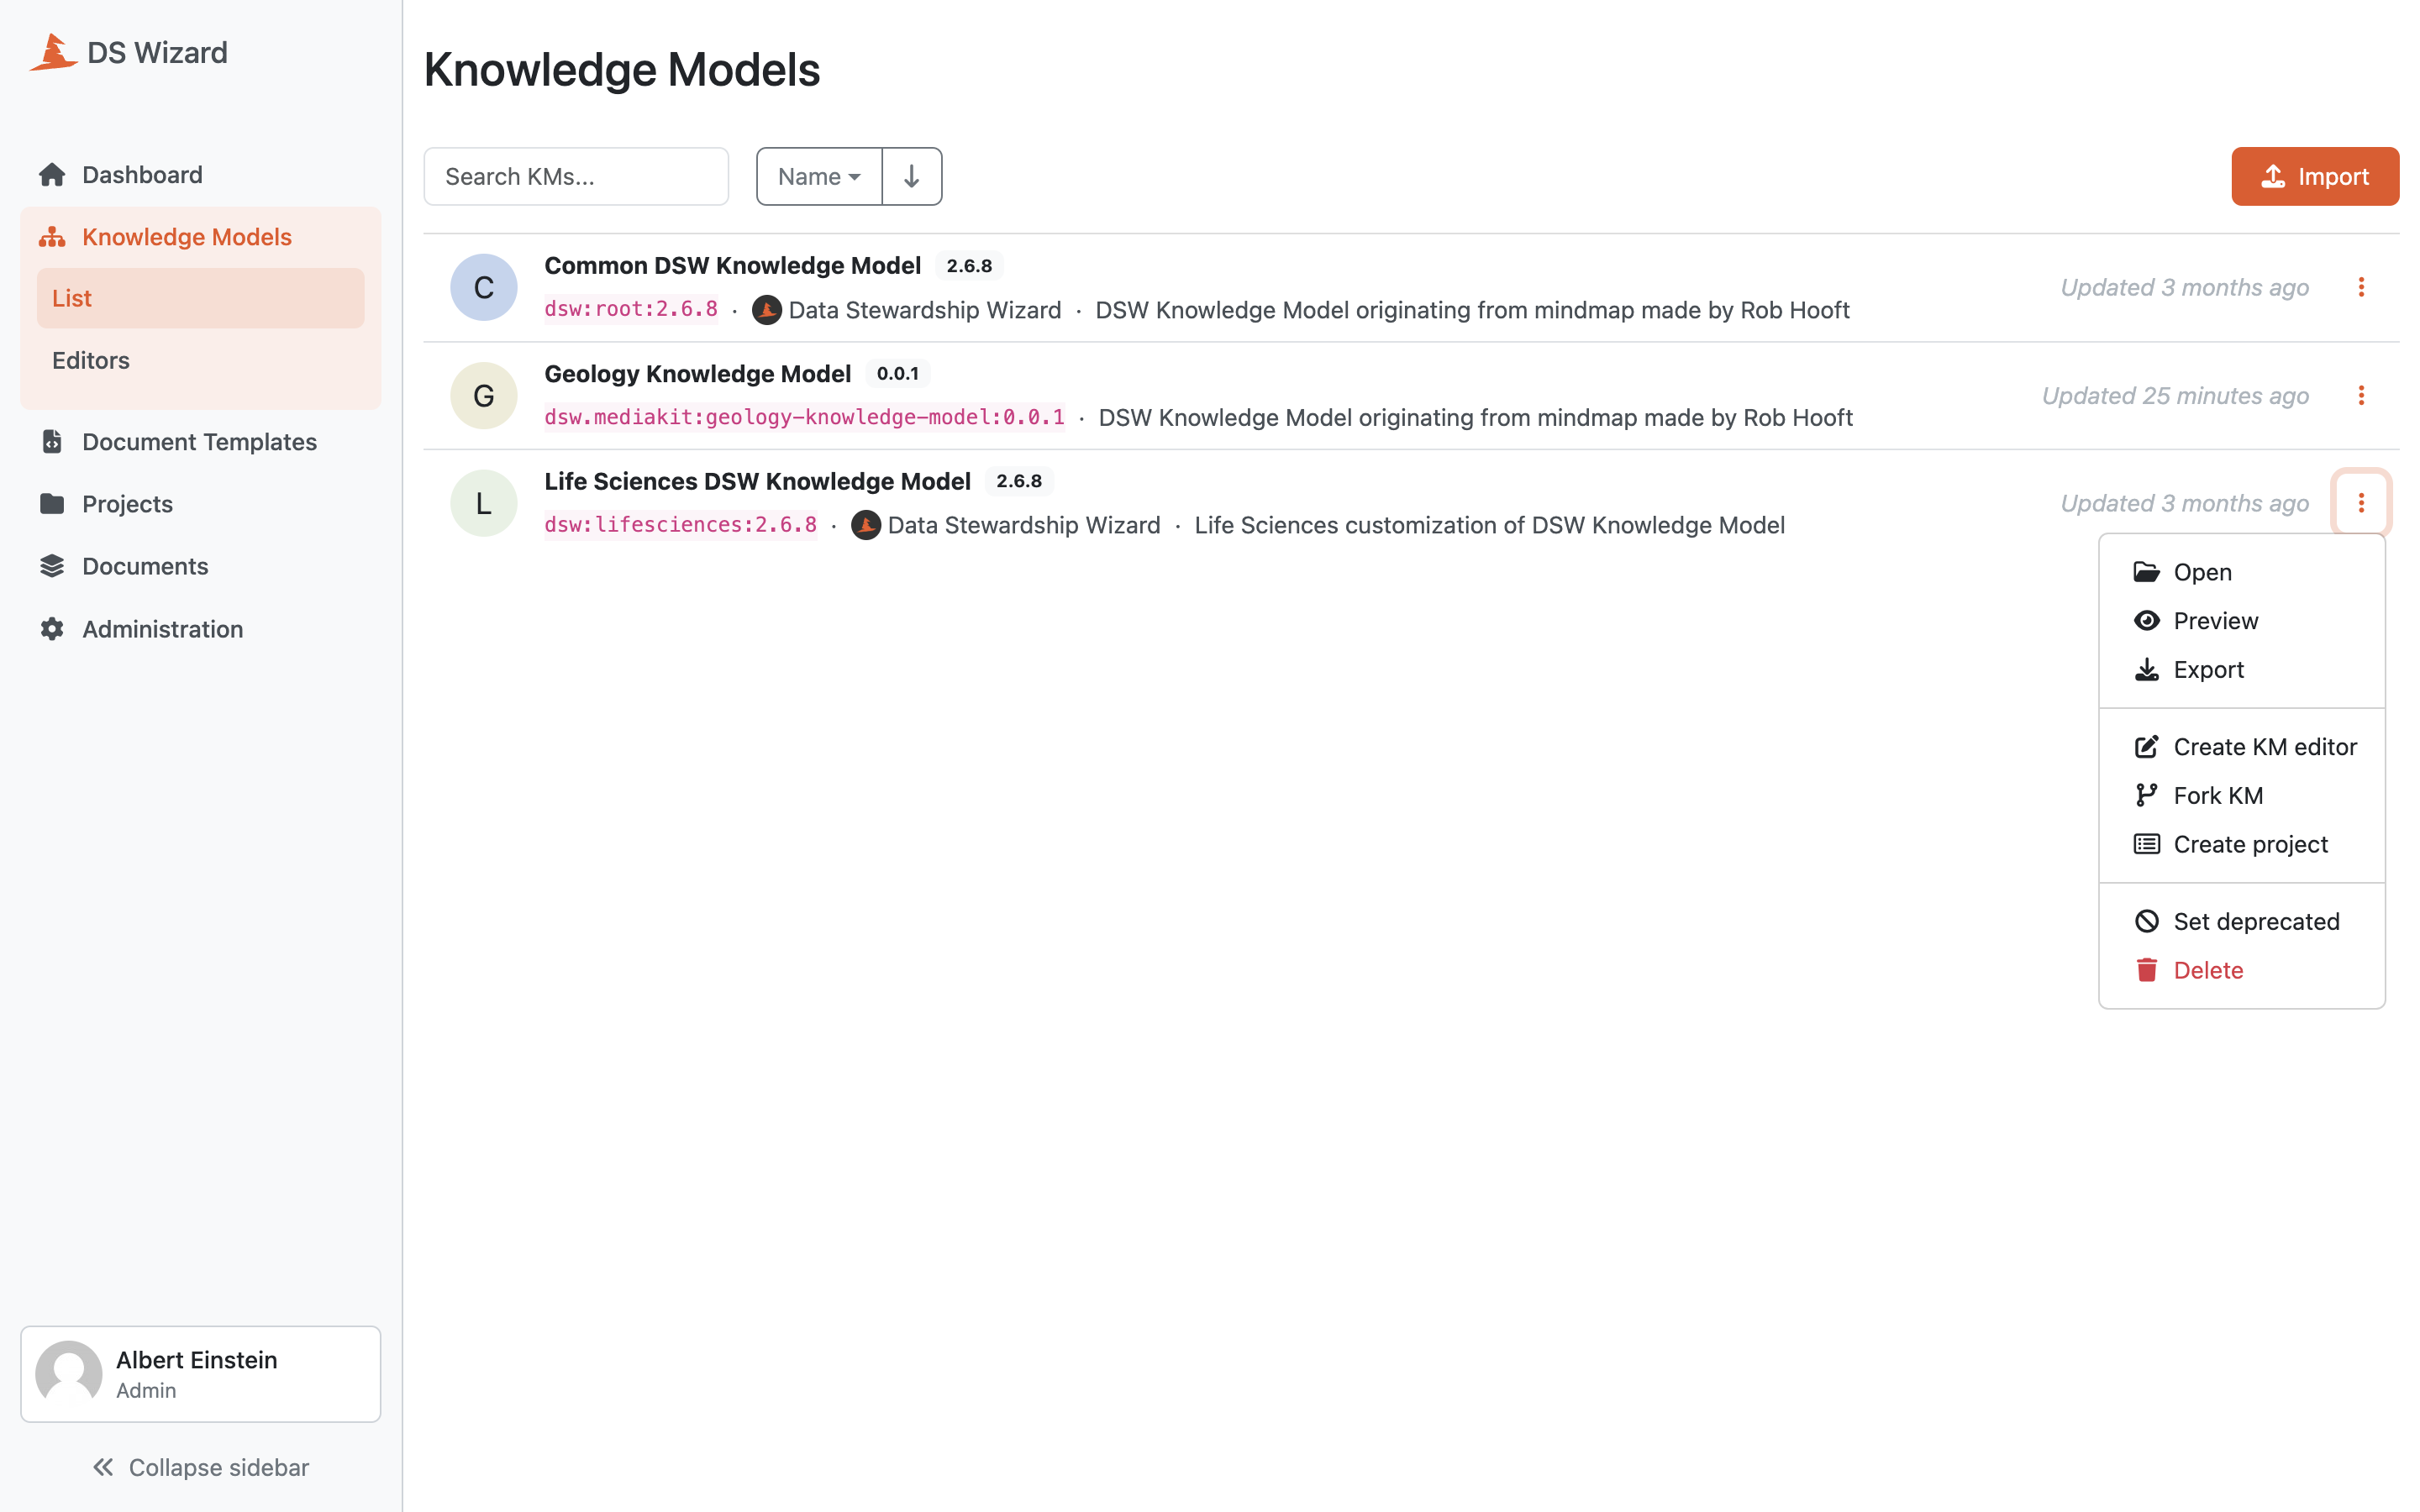 DS Wizard
Dashboard
Knowledge Models
List
Editors
Document Templates
Projects
Documents
Administration
Albert Einstein
Admin
Collapse sidebar
Knowledge Models
Search KMs...
Name
Import
C
Common DSW Knowledge Model 2.6.8
dsw:root:2.6.8 · Data Stewardship Wizard · DSW Knowledge Model originating from mindmap made by Rob Hooft
Updated 3 months ago
G
Geology Knowledge Model 0.0.1
dsw.mediakit:geology-knowledge-model:0.0.1 · DSW Knowledge Model originating from mindmap made by Rob Hooft
Updated 25 minutes ago
L
Life Sciences DSW Knowledge Model 2.6.8
dsw:lifesciences:2.6.8 · Data Stewardship Wizard · Life Sciences customization of DSW Knowledge Model
Updated 3 months ago
Open
Preview
Export
Create KM editor
Fork KM
Create project
Set deprecated
Delete